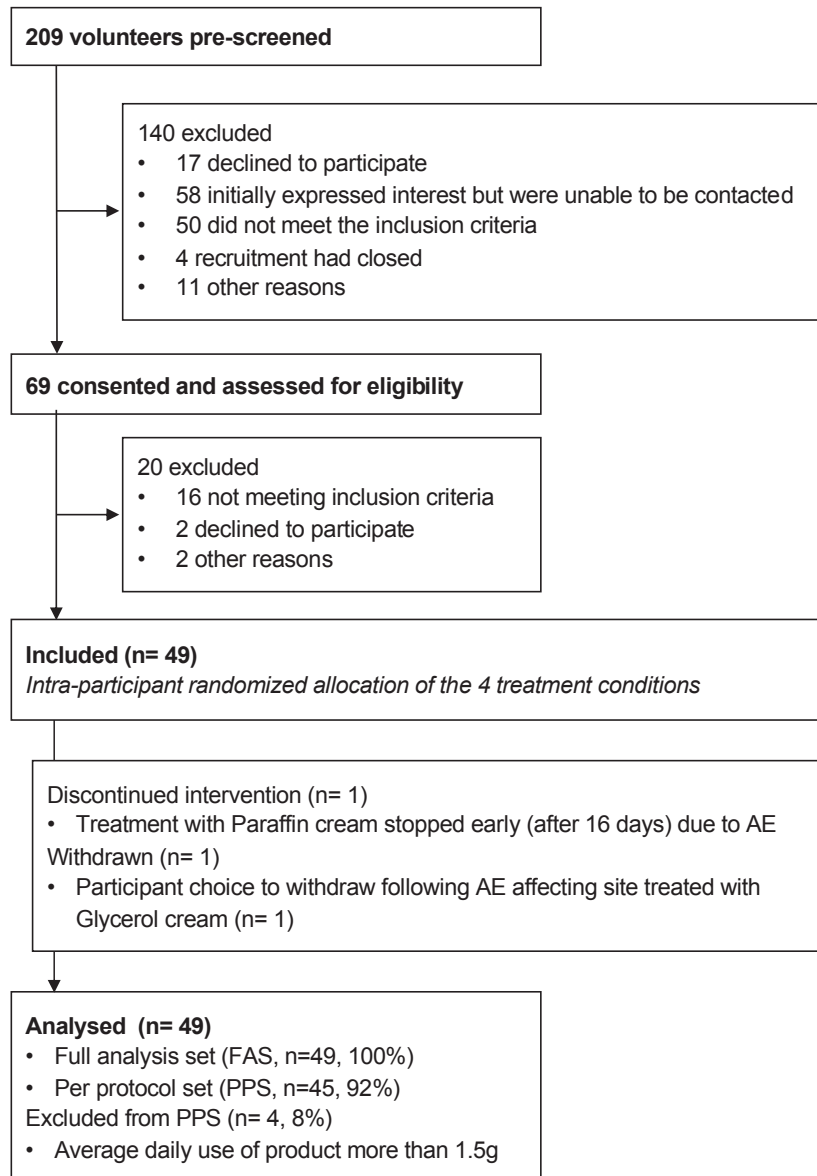 209 volunteers pre-screened
140 excluded
• 17 declined to participate
• 58 initially expressed interest but were unable to be contacted
• 50 did not meet the inclusion criteria
• 4 recruitment had closed
• 11 other reasons
69 consented and assessed for eligibility
20 excluded
• 16 not meeting inclusion criteria
• 2 declined to participate
• 2 other reasons
Included (n= 49)
Intra-participant randomized allocation of the 4 treatment conditions
Discontinued intervention (n= 1)
• Treatment with Paraffin cream stopped early (after 16 days) due to AE
Withdrawn (n= 1)
• Participant choice to withdraw following AE affecting site treated with
Glycerol cream (n= 1)
Analysed (n= 49)
• Full analysis set (FAS, n=49, 100%)
• Per protocol set (PPS, n=45, 92%)
Excluded from PPS (n= 4, 8%)
• Average daily use of product more than 1.5g